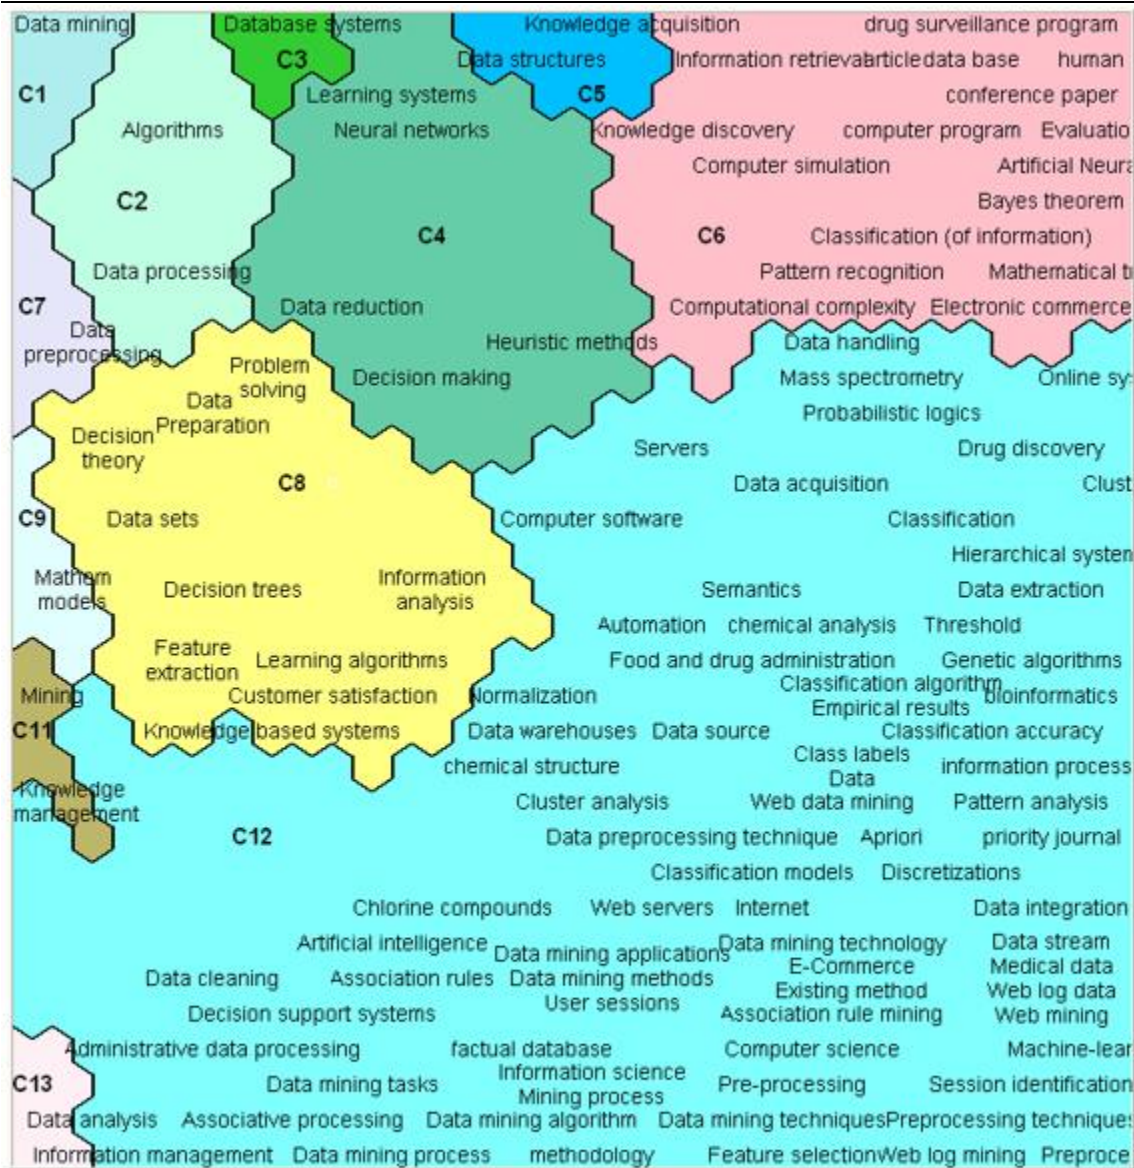 Data mining
Database systems
Knowledge acquisition
drug surveillance program
C3
Data structures
Information retrieval
article
data base
human
C1
Learning systems
C5
conference paper
Algorithms
Neural networks
Knowledge discovery
computer program
Evaluatio
Computer simulation
Artificial Neura
C2
Bayes theorem
C4
C6
Classification (of information)
Data processing
Pattern recognition
Mathematical t
C7
Data reduction
Computational complexity
Electronic commerce
Data
preprocessing
Heuristic methods
Data handling
Problem
solving
Decision making
Mass spectrometry
Online sys
Data
Preparation
Probabilistic logics
Decision
theory
Servers
Drug discovery
C8
Data acquisition
Clust
C9
Data sets
Computer software
Classification
Hierarchical system
Mathem
models
Decision trees
Information
analysis
Semantics
Data extraction
Automation
chemical analysis
Threshold
Feature
extraction
Learning algorithms
Food and drug administration
Genetic algorithms
Mining
Customer satisfaction
Normalization
Classification algorithm
Empirical results
bioinformatics
C11
Knowledge based systems
Data warehouses
Data source
Classification accuracy
chemical structure
Class labels
Data
information process
Knowledge
management
Cluster analysis
Web data mining
Pattern analysis
C12
Data preprocessing technique
Apriori
priority journal
Classification models
Discretizations
Chlorine compounds
Web servers
Internet
Data integration
Artificial intelligence
Data mining applications
Data mining technology
Data stream
Data cleaning
Association rules
Data mining methods
E-Commerce
Medical data
User sessions
Existing method
Web log data
Decision support systems
Association rule mining
Web mining
Administrative data processing
factual database
Computer science
Machine-lear
C13
Data mining tasks
Information science
Mining process
Pre-processing
Session identification
Data analysis
Associative processing
Data mining algorithm
Data mining techniques
Preprocessing techniques
Information management
Data mining process
methodology
Feature selection
Web log mining
Preproce